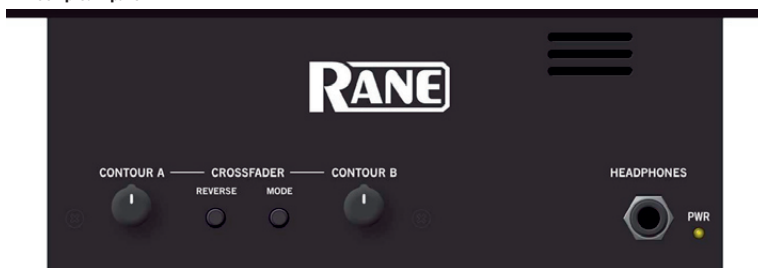 RANE
CONTOUR A CROSSFADER CONTOUR B
REVERSE MODE
HEADPHONES
PWR